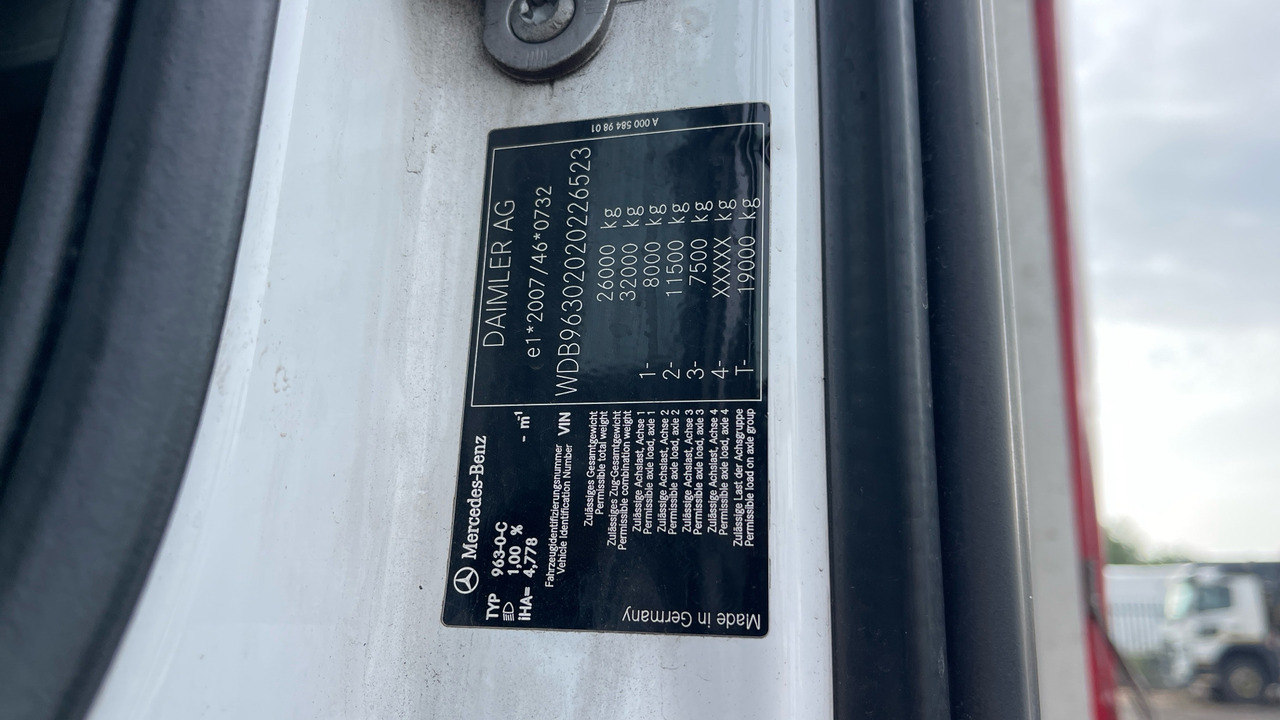 Mercedes-Benz
TYP 963-0-C
1,00 %
iHA= 4,778 - m⁻¹
Fahrzeugidentifizierungsnummer
Vehicle Identification Number VIN
DAIMLER AG
e1*2007/46*0732
WDB9630202022 6523
Zulässiges Gesamtgewicht
Permissible total weight 26000 kg
Zulässiges Zug-Gesamtgewicht
Permissible combination weight 32000 kg
Zulässige Achslast, Achse 1
Permissible axle load, axle 1 1- 8000 kg
Zulässige Achslast, Achse 2
Permissible axle load, axle 2 2- 11500 kg
Zulässige Achslast, Achse 3
Permissible axle load, axle 3 3- 7500 kg
Zulässige Achslast, Achse 4
Permissible axle load, axle 4 4- XXXXX kg
Zulässige Last der Achsgruppe
Permissible load on axle group T- 19000 kg
Made in Germany
A 000 584 98 01